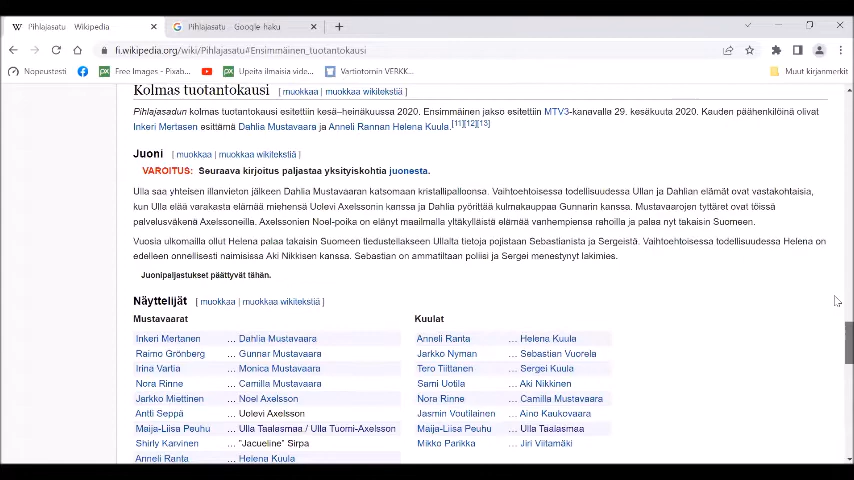 Pihlajasatu Wikipedia
Pihlajasatu - Google-haku
fi.wikipedia.org/wiki/Pihlajasatu#Ensimmäinen_tuotantokausi
Nopeustesti
Free Images - Pixab...
Upeita ilmaisia vide...
Vartiotornin VERKK...
Muut kirjanmerkit
Kolmas tuotantokausi [ muokkaa | muokkaa wikitekstiä ]
Pihlajasadun kolmas tuotantokausi esitettiin kesä–heinäkuussa 2020. Ensimmäinen jakso esitettiin MTV3-kanavalla 29. kesäkuuta 2020. Kauden päähenkilöinä olivat
Inkeri Mertasen esittämä Dahlia Mustavaara ja Anneli Rannan Helena Kuula.[11][12][13]
Juoni [ muokkaa | muokkaa wikitekstiä ]
VAROITUS: Seuraava kirjoitus paljastaa yksityiskohtia juonesta.
Ulla saa yhteisen illanvieton jälkeen Dahlia Mustavaaran katsomaan kristallipalloonsa. Vaihtoehtoisessa todellisuudessa Ullan ja Dahlian elämät ovat vastakohtaisia,
kun Ulla elää varakasta elämää miehensä Uolevi Axelssonin kanssa ja Dahlia pyörittää kulmakauppaa Gunnarin kanssa. Mustavaarojen tyttäret ovat töissä
palvelusväkenä Axelssoneilla. Axelssonien Noel-poika on elänyt maailmalla yltäkylläistä elämää vanhempiensa rahoilla ja palaa nyt takaisin Suomeen.
Vuosia ulkomailla ollut Helena palaa takaisin Suomeen tiedustellakseen Ullalta tietoja pojistaan Sebastianista ja Sergeistä. Vaihtoehtoisessa todellisuudessa Helena on
edelleen onnellisesti naimisissa Aki Nikkisen kanssa. Sebastian on ammatiltaan poliisi ja Sergei menestynyt lakimies.
Juonipaljastukset päättyvät tähän.
Näyttelijät [ muokkaa | muokkaa wikitekstiä ]
Mustavaarat
Inkeri Mertanen ... Dahlia Mustavaara
Raimo Grönberg ... Gunnar Mustavaara
Irina Vartia ... Monica Mustavaara
Nora Rinne ... Camilla Mustavaara
Jarkko Miettinen ... Noel Axelsson
Antti Seppä ... Uolevi Axelsson
Maija-Liisa Peuhu ... Ulla Taalasmaa / Ulla Tuomi-Axelsson
Shirly Karvinen ... "Jacueline" Sirpa
Anneli Ranta ... Helena Kuula
Kuulat
Anneli Ranta ... Helena Kuula
Jarkko Nyman ... Sebastian Vuorela
Tero Tiittanen ... Sergei Kuula
Sami Uotila ... Aki Nikkinen
Nora Rinne ... Camilla Mustavaara
Jasmin Voutilainen ... Aino Kaukovaara
Maija-Liisa Peuhu ... Ulla Taalasmaa
Mikko Parikka ... Jiri Viitamäki